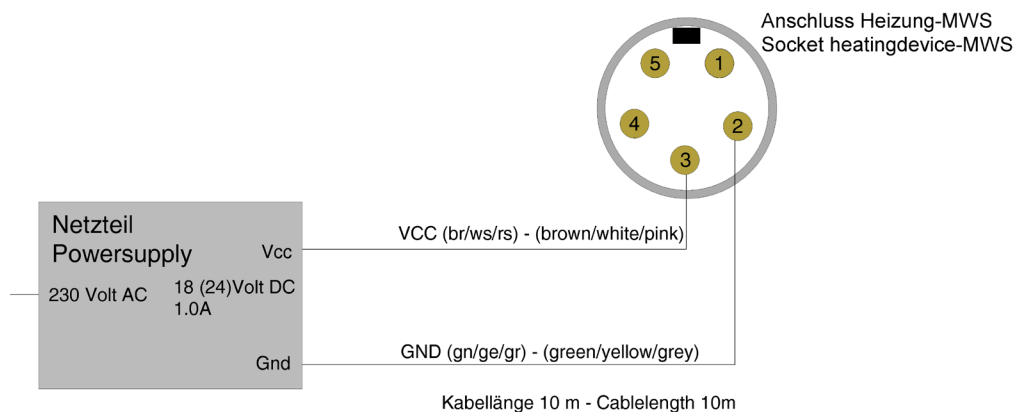 Anschluss Heizung-MWS
Socket heatingdevice-MWS
5
1
4
2
3
Netzteil
Powersupply
Vcc
VCC (br/ws/rs) - (brown/white/pink)
230 Volt AC
18 (24)Volt DC
1.0A
Gnd
GND (gn/ge/gr) - (green/yellow/grey)
Kabellänge 10 m - Cablelength 10m